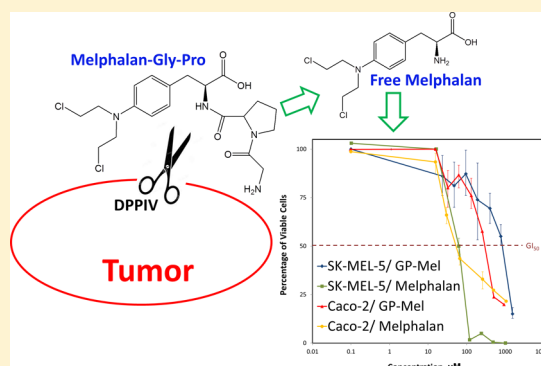 Melphalan-Gly-Pro
Free Melphalan
O
OH
NH2
N
Cl
Cl
O
OH
N
NH
O
N
O
H2N
Cl
Cl
DPPIV
Tumor
Percentage of Viable Cells
100
75
50
25
0
GI50
SK-MEL-5/ GP-Mel
SK-MEL-5/ Melphalan
Caco-2/ GP-Mel
Caco-2/ Melphalan
0.01
0.1
1
10
100
1000
10000
Concentration, µM